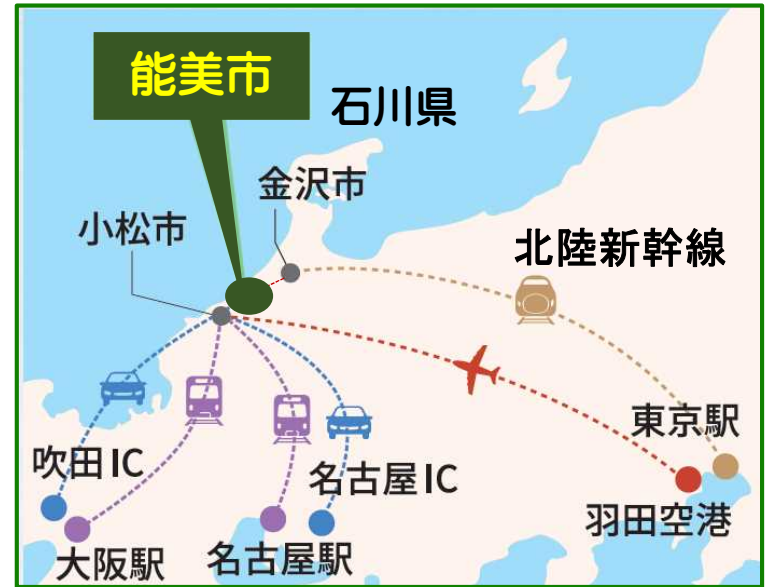 能美市
石川県
金沢市
小松市
北陸新幹線
東京駅
吹田IC
名古屋IC
羽田空港
大阪駅
名古屋駅